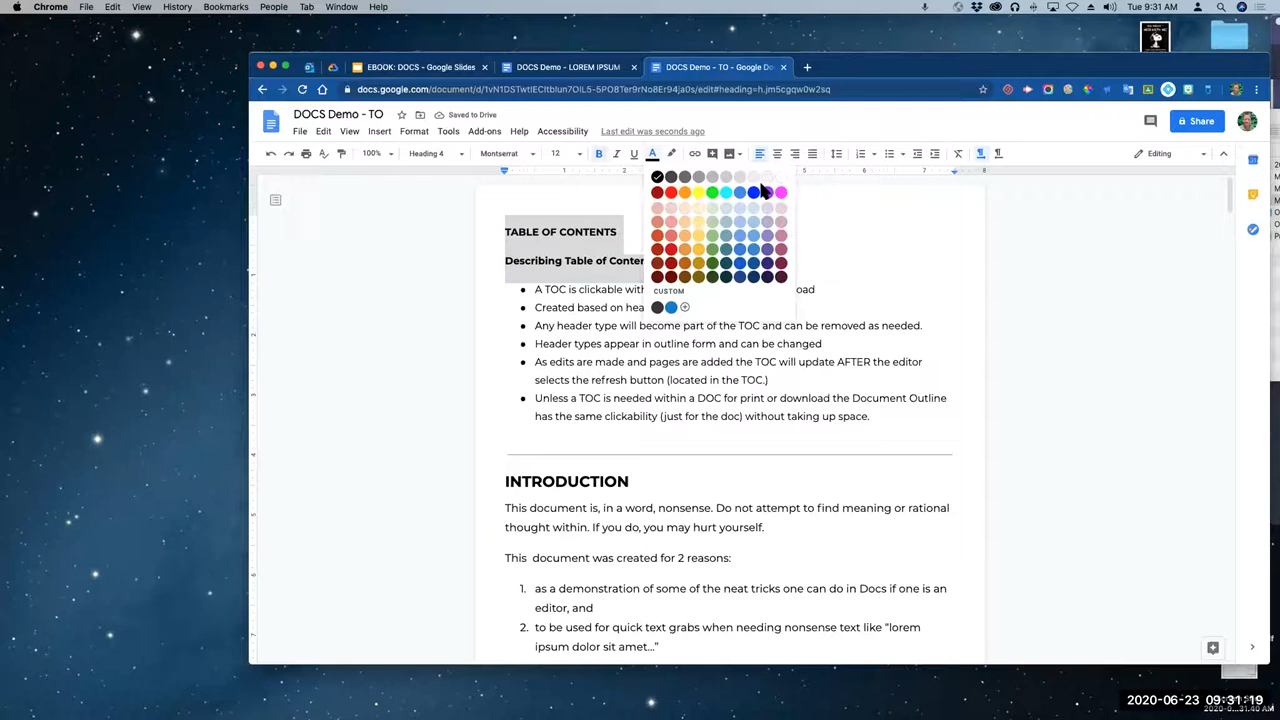 Chrome File Edit View History Bookmarks People Tab Window Help
Tue 9:31 AM
EBOOK: DOCS - Google Slides
DOCS Demo - LOREM IPSUM
DOCS Demo - TO - Google Do
docs.google.com/document/d/1vN1DSTwtIECItblun7OIL5-5PO8Ter9rNo8Er94ja0s/edit#heading=h.jm5cgqw0w2sq
DOCS Demo - TO
Saved to Drive
File Edit View Insert Format Tools Add-ons Help Accessibility
Last edit was seconds ago
Share
100% Heading 4 Montserrat 12 B I U A
Editing
CUSTOM
TABLE OF CONTENTS
Describing Table of Conten
● A TOC is clickable with oad
● Created based on hea
● Any header type will become part of the TOC and can be removed as needed.
● Header types appear in outline form and can be changed
● As edits are made and pages are added the TOC will update AFTER the editor
selects the refresh button (located in the TOC.)
● Unless a TOC is needed within a DOC for print or download the Document Outline
has the same clickability (just for the doc) without taking up space.
INTRODUCTION
This document is, in a word, nonsense. Do not attempt to find meaning or rational
thought within. If you do, you may hurt yourself.
This document was created for 2 reasons:
1. as a demonstration of some of the neat tricks one can do in Docs if one is an
editor, and
2. to be used for quick text grabs when needing nonsense text like “lorem
ipsum dolor sit amet...”
2020-06-23 09:31:19